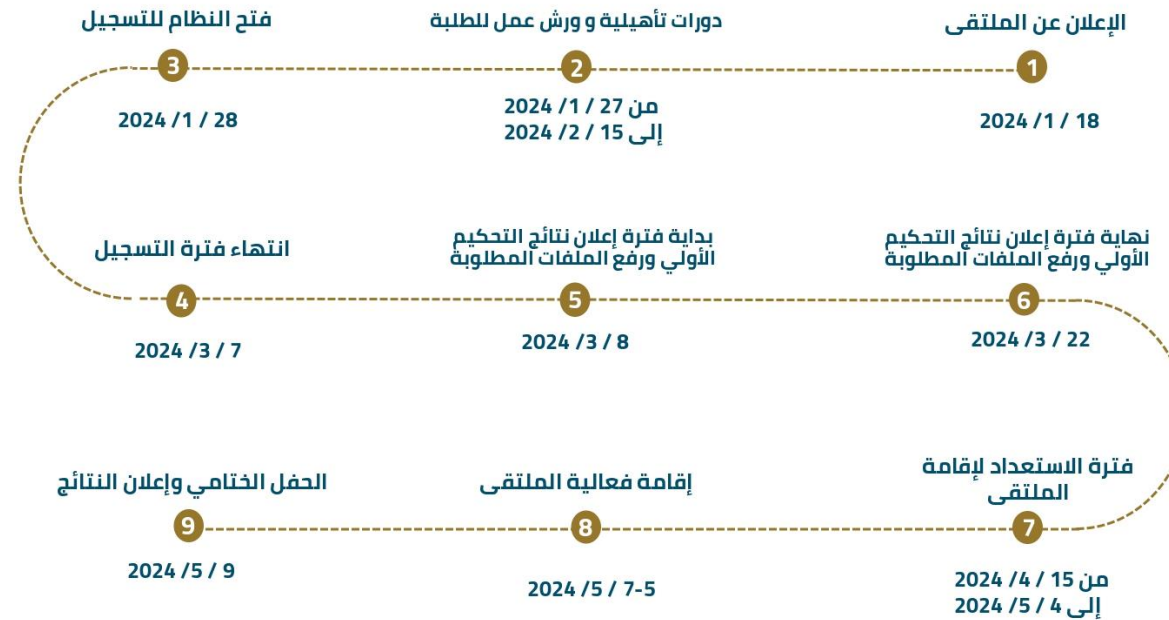 الإعلان عن الملتقى
1
18 / 1/ 2024
دورات تأهيلية و ورش عمل للطلبة
2
من 27 / 1/ 2024
إلى 15 / 2/ 2024
فتح النظام للتسجيل
3
28 / 1/ 2024
انتهاء فترة التسجيل
4
7 / 3/ 2024
بداية فترة إعلان نتائج التحكيم
الأولي ورفع الملفات المطلوبة
5
8 / 3/ 2024
نهاية فترة إعلان نتائج التحكيم
الأولي ورفع الملفات المطلوبة
6
22 / 3/ 2024
فترة الاستعداد لإقامة
الملتقى
7
من 15 / 4/ 2024
إلى 4 / 5/ 2024
إقامة فعالية الملتقى
8
5-7 / 5/ 2024
الحفل الختامي وإعلان النتائج
9
9 / 5/ 2024